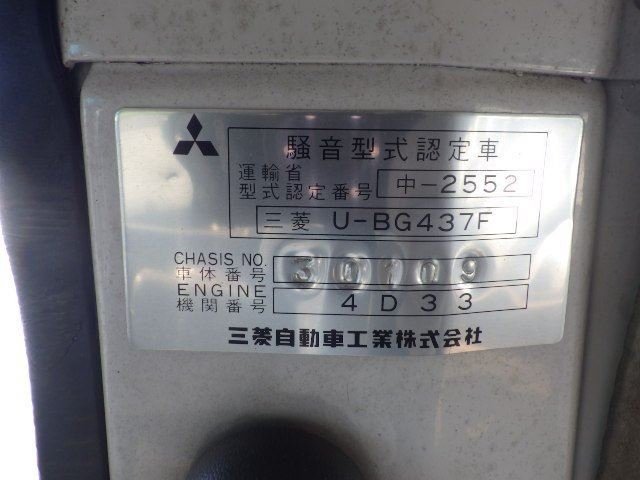 騒音型式認定車
運輸省
型式認定番号 中-2552
三菱 U-BG437F
CHASIS NO.
車体番号 30109
ENGINE
機関番号 4D33
三菱自動車工業株式会社